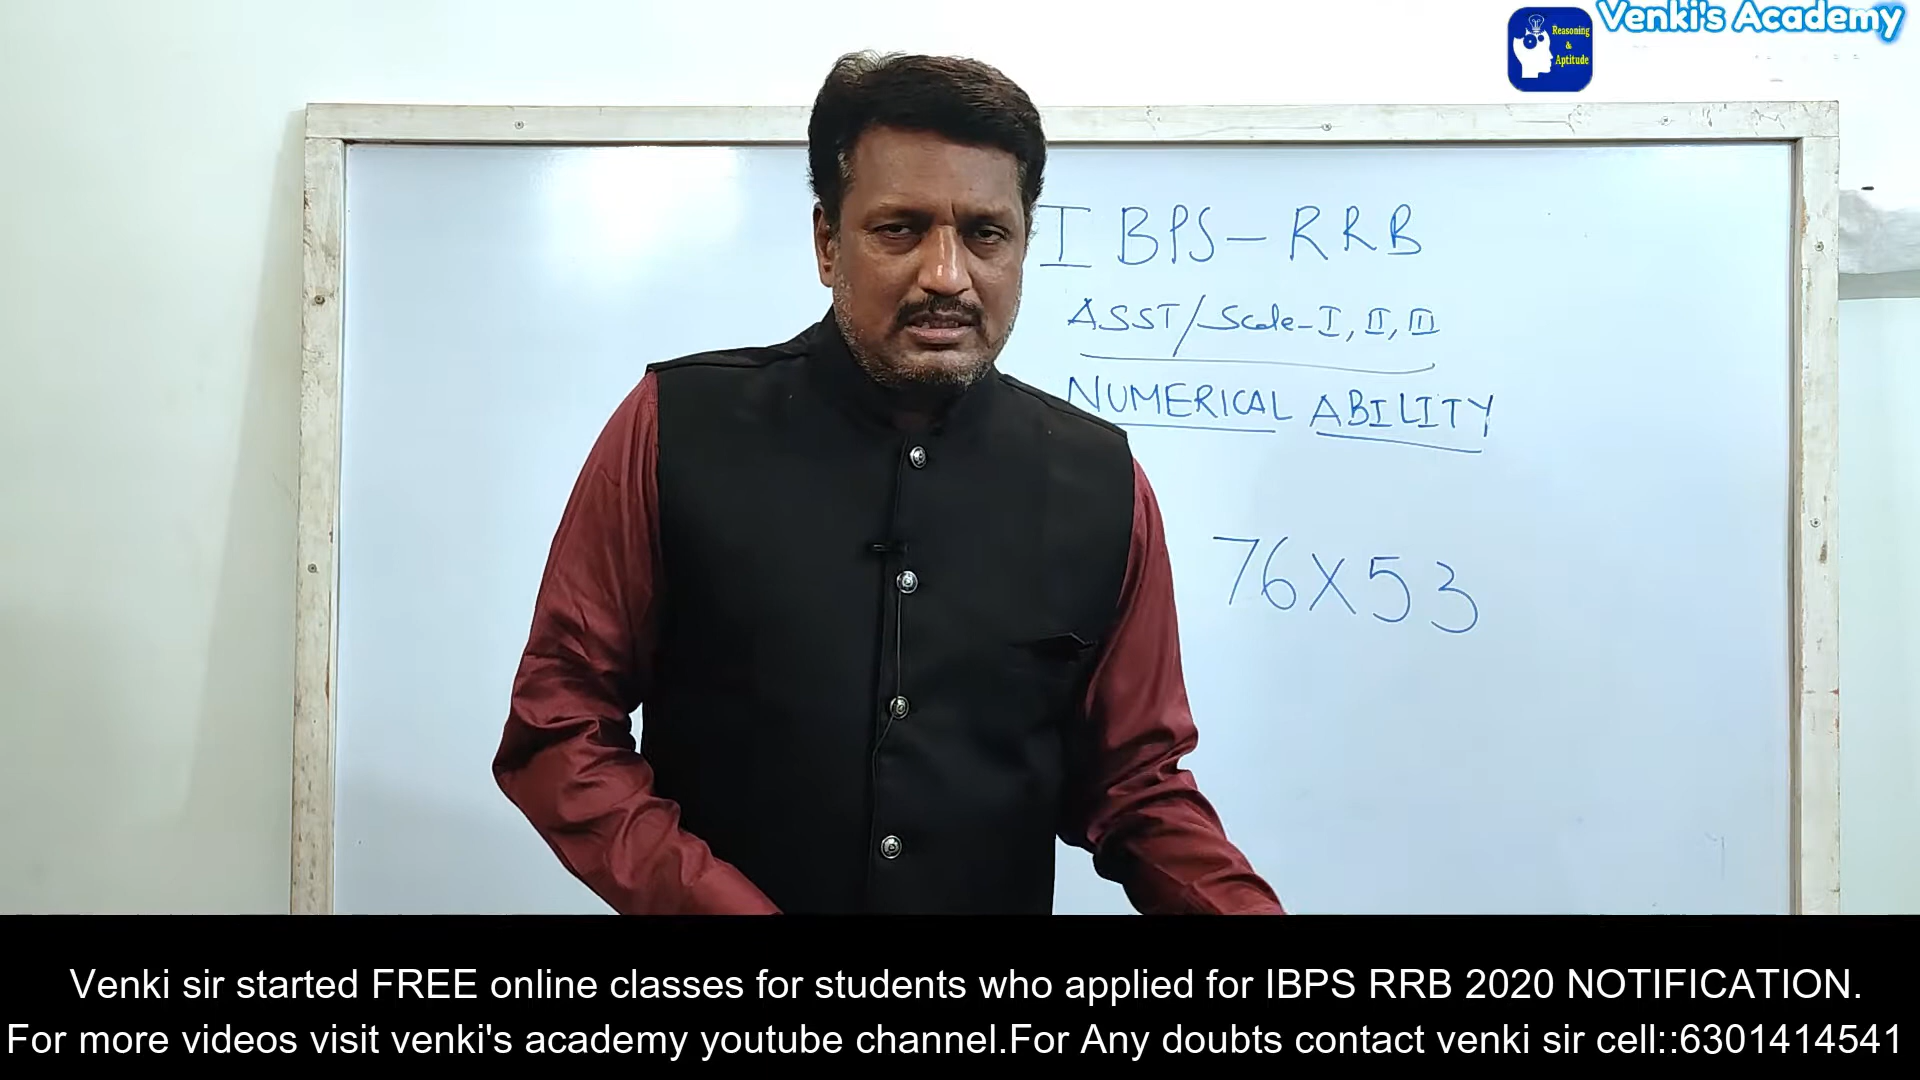 Venki's Academy
Reasoning
&
Aptitude
IBPS-RRB
ASST/Scale-I, II, III
NUMERICAL ABILITY
76X53
Venki sir started FREE online classes for students who applied for IBPS RRB 2020 NOTIFICATION.
For more videos visit venki's academy youtube channel.For Any doubts contact venki sir cell::6301414541